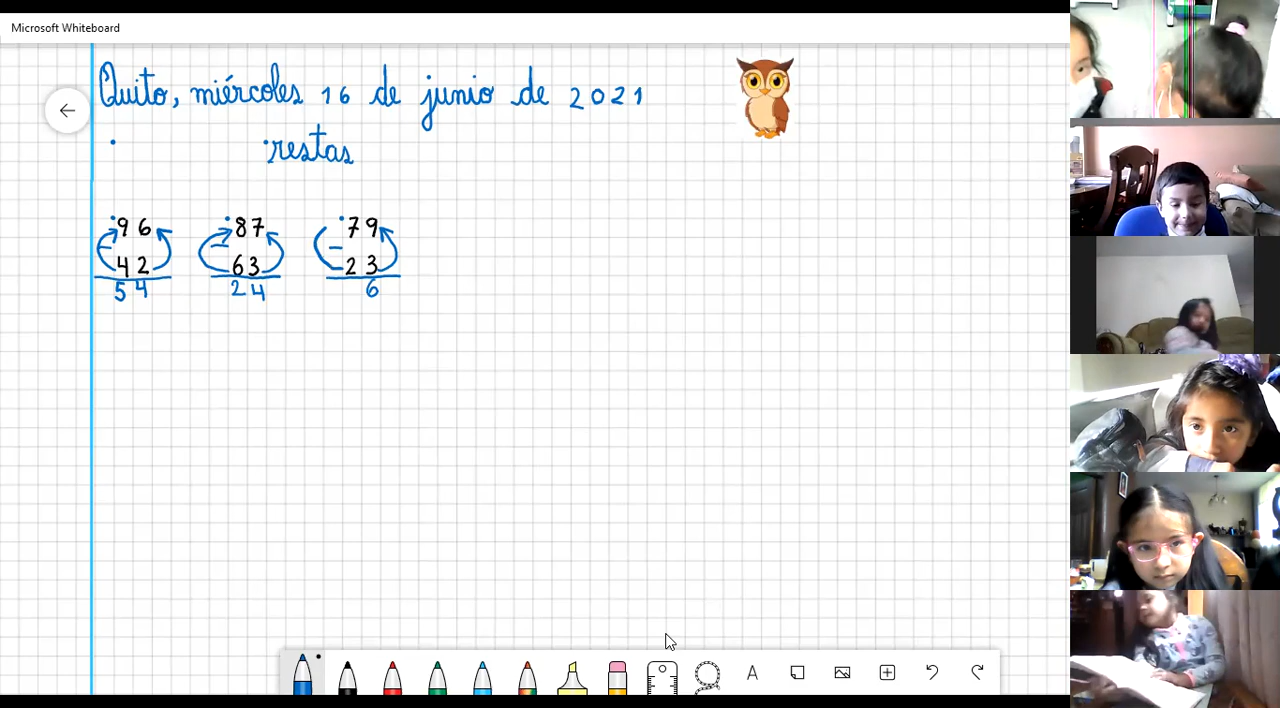 Microsoft Whiteboard
Quito, miércoles 16 de junio de 2021
restas
96 87 79
- - -
42 63 23
54 24 6
A